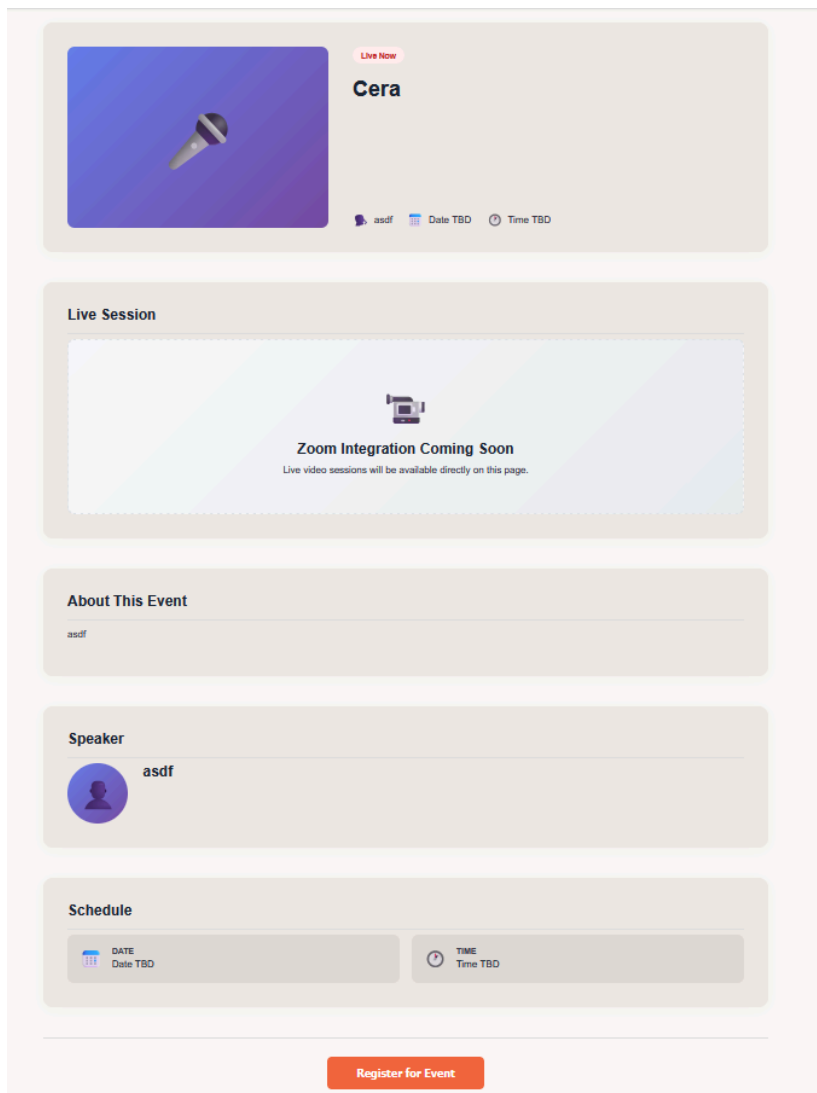 Live Now
Cera
asdf Date TBD Time TBD
Live Session
Zoom Integration Coming Soon
Live video sessions will be available directly on this page.
About This Event
asdf
Speaker
asdf
Schedule
DATE
Date TBD
TIME
Time TBD
Register for Event